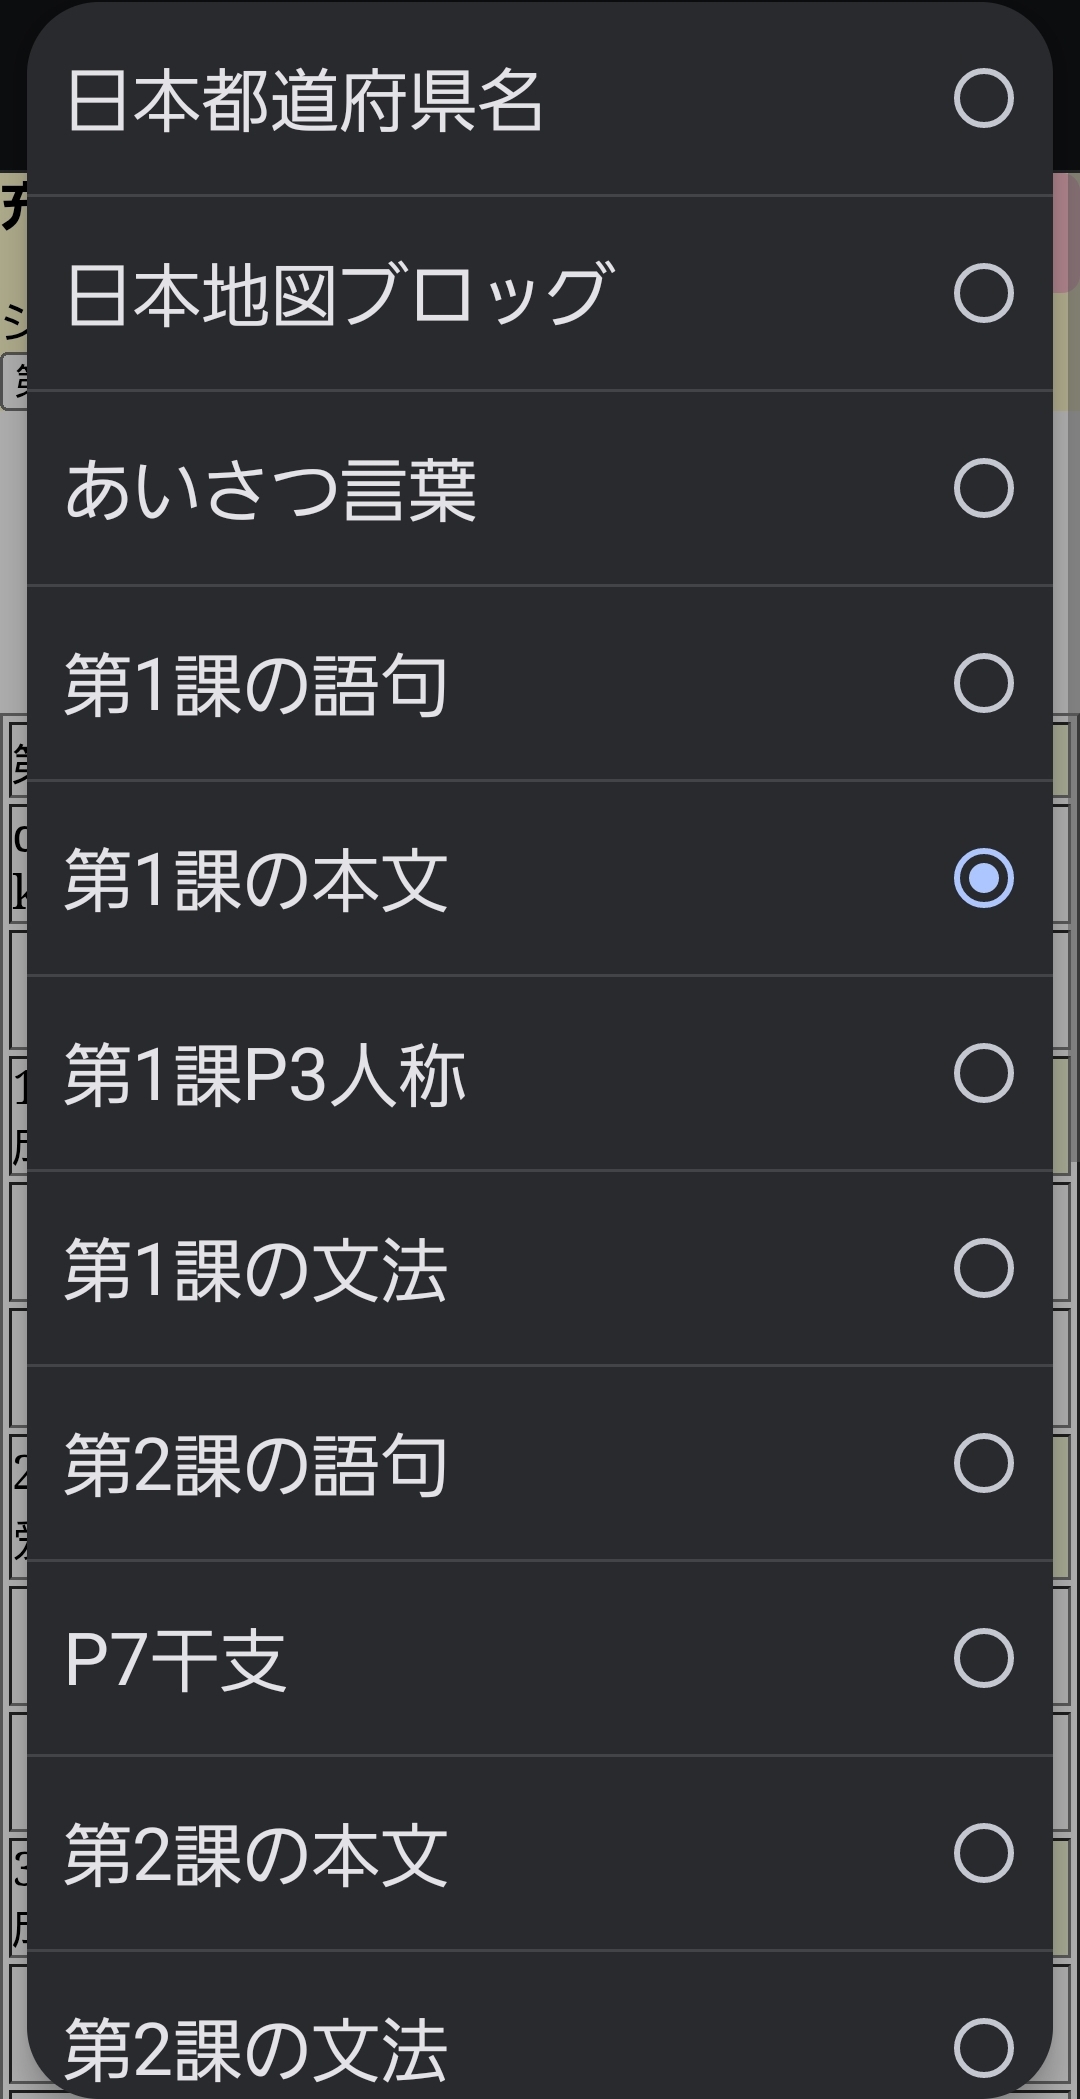 日本都道府県名
日本地図ブロッグ
あいさつ言葉
第1課の語句
第1課の本文
第1課P3人称
第1課の文法
第2課の語句
P7干支
第2課の本文
第2課の文法